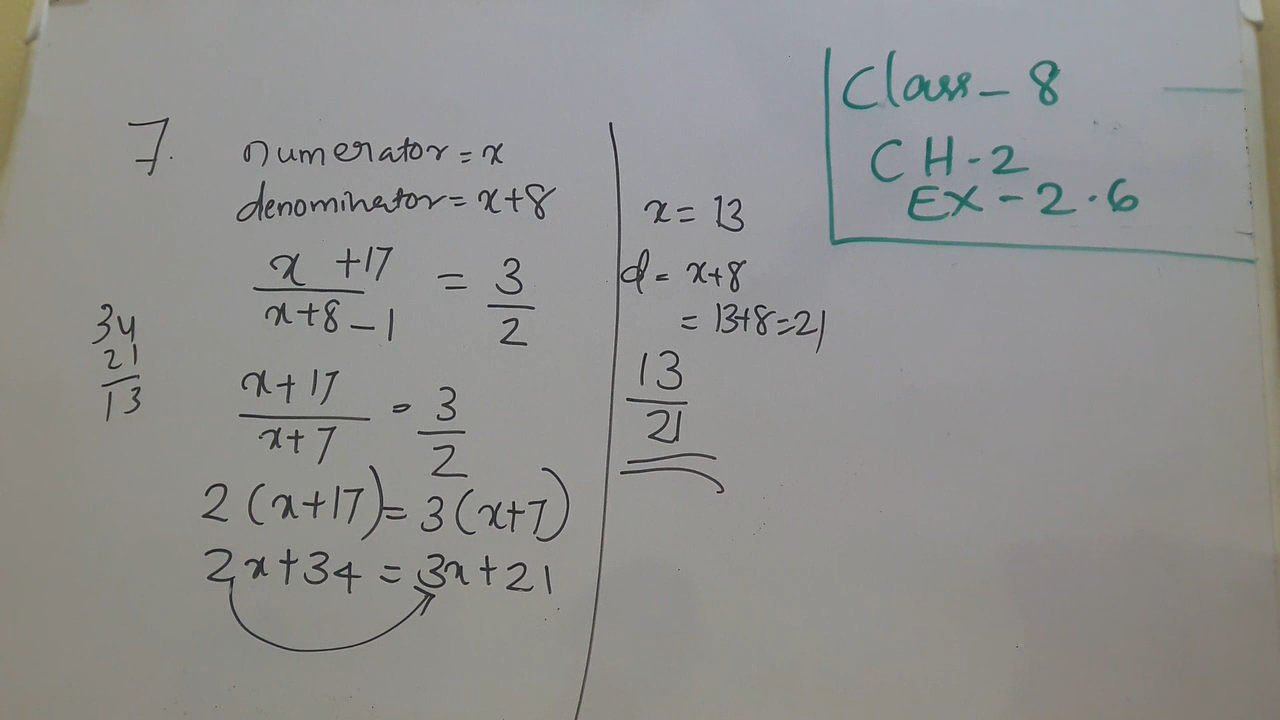 Class - 8
CH - 2
EX - 2.6
7.
numerator = x
denominator = x+8
x +17 / x+8 -1 = 3/2
x+17 / x+7 = 3/2
2(x+17) = 3(x+7)
2x+34 = 3x+21
34
21
13
x = 13
d = x+8
= 13+8=21
13/21